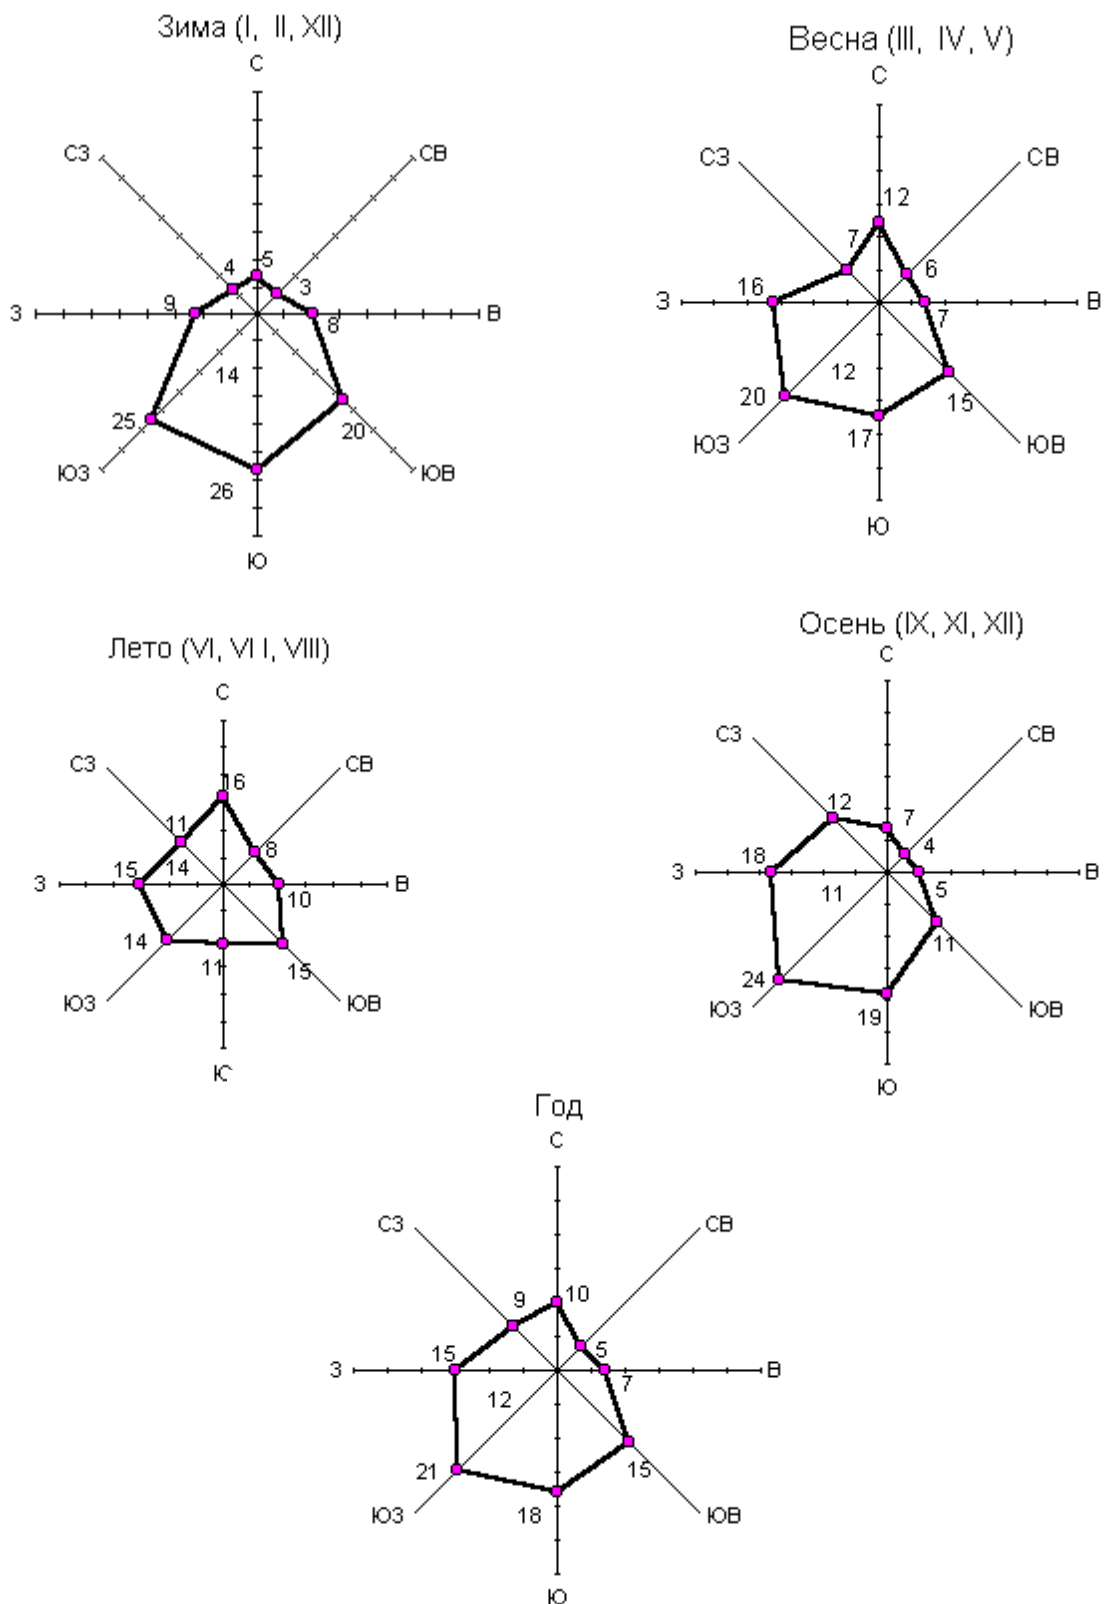 Зима (I, II, XII)
С
СЗ
СВ
5
4
3
З
9
8
В
14
25
20
ЮЗ
26
ЮВ
Ю
Весна (III, IV, V)
С
СЗ
СВ
12
7
6
З
16
7
В
12
20
15
17
ЮЗ
ЮВ
Ю
Лето (VI, VI I, VIII)
С
СЗ
СВ
16
11
8
14
З
15
10
В
14
11
15
ЮЗ
ЮВ
Ю
Осень (IX, XI, XII)
С
СЗ
СВ
12
7
4
18
З
11
5
В
11
24
ЮЗ
19
ЮВ
Ю
Год
С
СЗ
СВ
9
10
15
5
З
7
В
12
21
15
ЮЗ
18
ЮВ
Ю